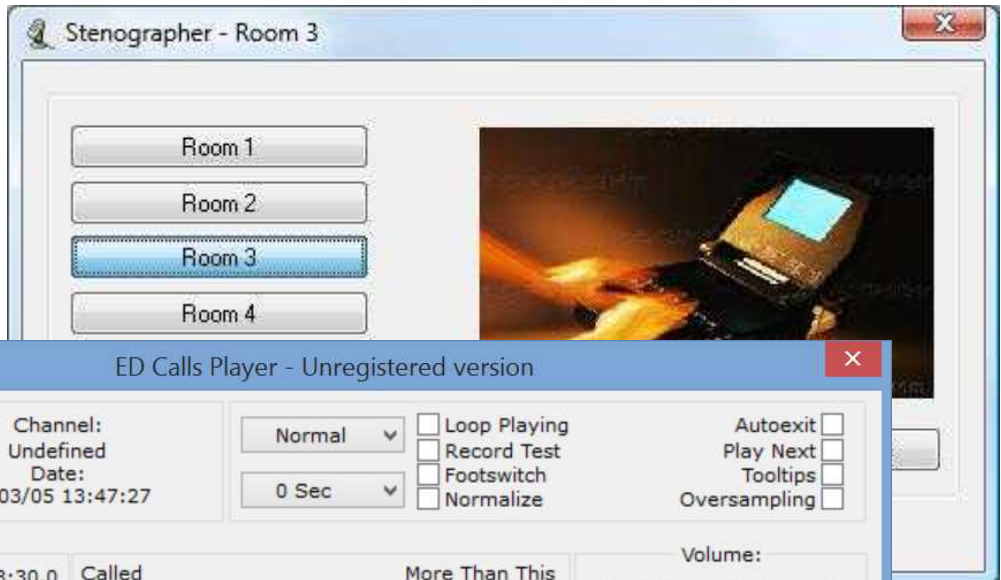 Stenographer - Room 3
Room 1
Room 2
Room 3
Room 4
ED Calls Player - Unregistered version
Channel:
Undefined
Date:
03/05 13:47:27
Normal
0 Sec
Loop Playing
Record Test
Footswitch
Normalize
Autoexit
Play Next
Tooltips
Oversampling
:30.0
Called
More Than This
Volume: